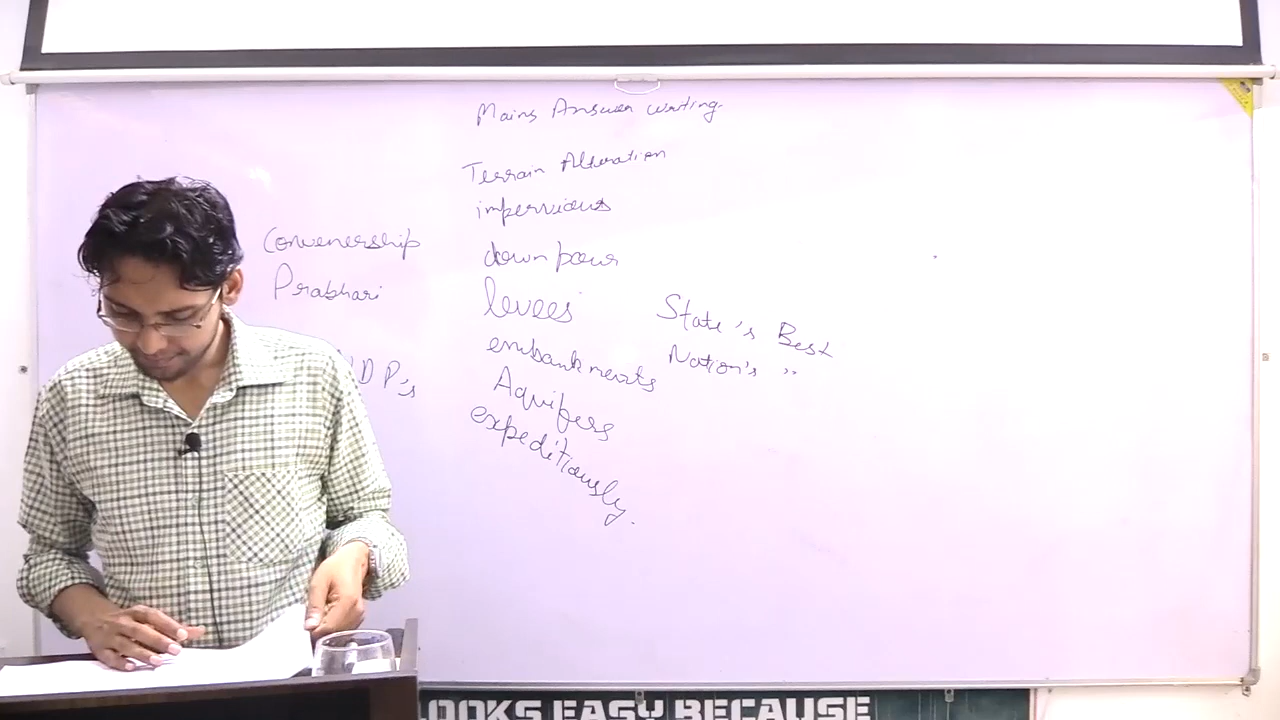 Mains Answer Writing
Terrain Alteration
impervious
Convenership
downpour
Prabhari
levees
State's Best
embankments
Nation's "
DP's
Aquifers
expeditiously.
LOOKS EASY BECAUSE